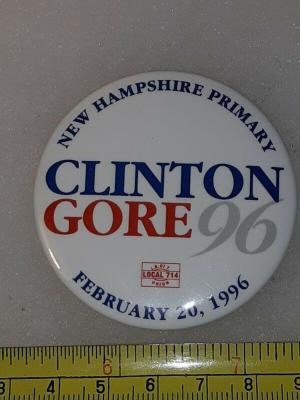 NEW HAMPSHIRE PRIMARY
CLINTON
GORE 96
LOCAL 714
FEBRUARY 20, 1996
6 7
4 5 6 7 8 9